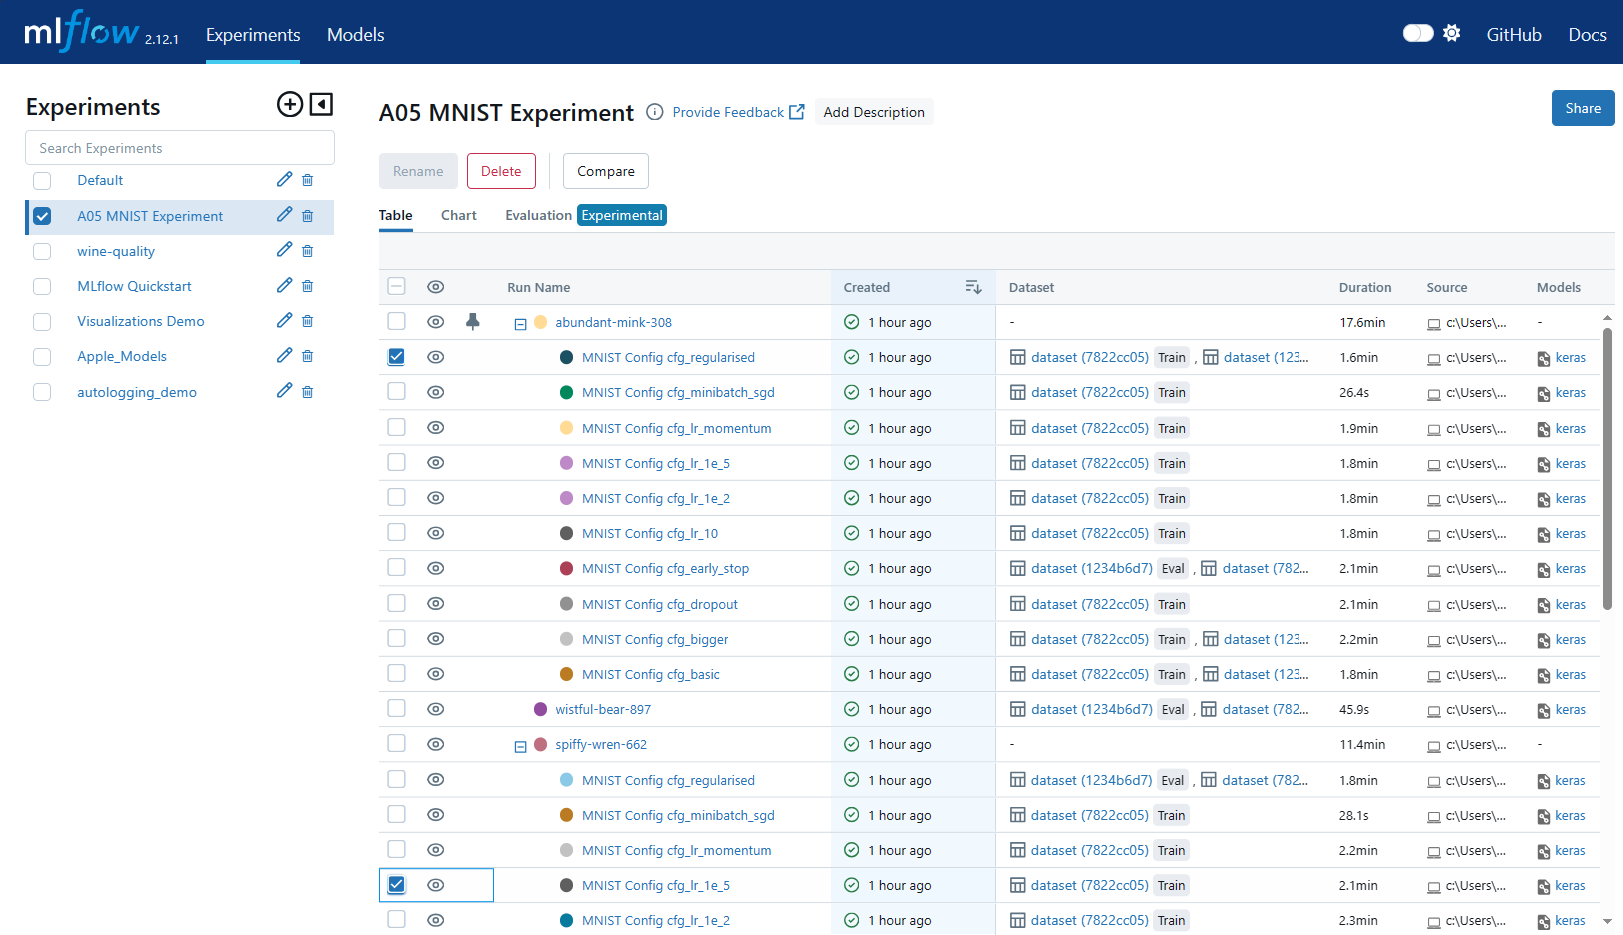 mlflow 2.12.1 Experiments Models GitHub Docs
Experiments
Search Experiments
Default
A05 MNIST Experiment
wine-quality
MLflow Quickstart
Visualizations Demo
Apple_Models
autologging_demo
A05 MNIST Experiment Provide Feedback Add Description Share
Rename Delete Compare
Table Chart Evaluation Experimental
Run Name Created Dataset Duration Source Models
abundant-mink-308 1 hour ago - 17.6min c:\Users\... -
MNIST Config cfg_regularised 1 hour ago dataset (7822cc05) Train , dataset (123... 1.6min c:\Users\... keras
MNIST Config cfg_minibatch_sgd 1 hour ago dataset (7822cc05) Train 26.4s c:\Users\... keras
MNIST Config cfg_lr_momentum 1 hour ago dataset (7822cc05) Train 1.9min c:\Users\... keras
MNIST Config cfg_lr_1e_5 1 hour ago dataset (7822cc05) Train 1.8min c:\Users\... keras
MNIST Config cfg_lr_1e_2 1 hour ago dataset (7822cc05) Train 1.8min c:\Users\... keras
MNIST Config cfg_lr_10 1 hour ago dataset (7822cc05) Train 1.8min c:\Users\... keras
MNIST Config cfg_early_stop 1 hour ago dataset (1234b6d7) Eval , dataset (782... 2.1min c:\Users\... keras
MNIST Config cfg_dropout 1 hour ago dataset (7822cc05) Train 2.1min c:\Users\... keras
MNIST Config cfg_bigger 1 hour ago dataset (7822cc05) Train , dataset (123... 2.2min c:\Users\... keras
MNIST Config cfg_basic 1 hour ago dataset (7822cc05) Train , dataset (123... 1.8min c:\Users\... keras
wistful-bear-897 1 hour ago dataset (1234b6d7) Eval , dataset (782... 45.9s c:\Users\... keras
spiffy-wren-662 1 hour ago - 11.4min c:\Users\... -
MNIST Config cfg_regularised 1 hour ago dataset (1234b6d7) Eval , dataset (782... 1.8min c:\Users\... keras
MNIST Config cfg_minibatch_sgd 1 hour ago dataset (7822cc05) Train 28.1s c:\Users\... keras
MNIST Config cfg_lr_momentum 1 hour ago dataset (7822cc05) Train 2.2min c:\Users\... keras
MNIST Config cfg_lr_1e_5 1 hour ago dataset (7822cc05) Train 2.1min c:\Users\... keras
MNIST Config cfg_lr_1e_2 1 hour ago dataset (7822cc05) Train 2.3min c:\Users\... keras